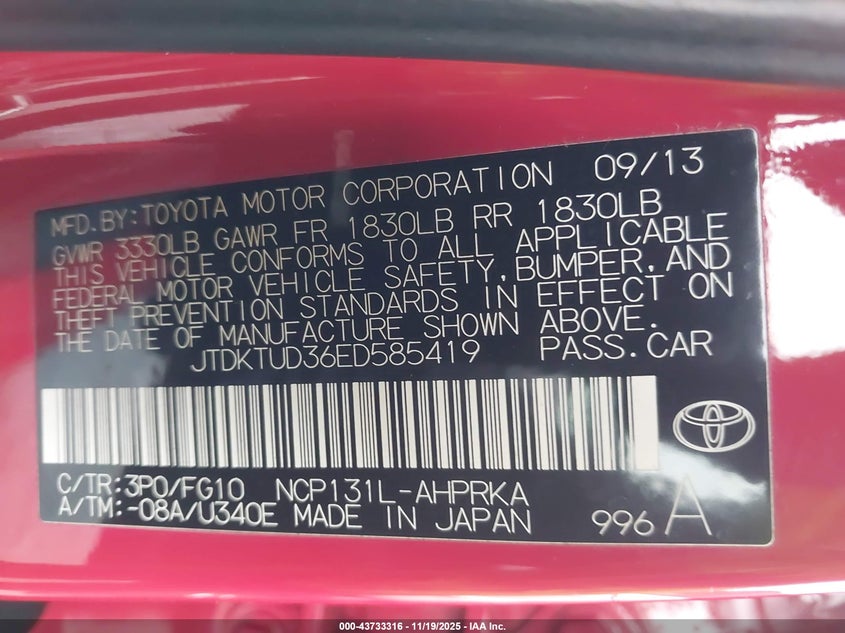 MFD.BY:TOYOTA MOTOR CORPORATION 09/13
GVWR 3330LB GAWR FR 1830LB RR 1830LB
THIS VEHICLE CONFORMS TO ALL APPLICABLE
FEDERAL MOTOR VEHICLE SAFETY,BUMPER,AND
THEFT PREVENTION STANDARDS IN EFFECT ON
THE DATE OF MANUFACTURE SHOWN ABOVE.
JTDKTUD36ED585419 PASS.CAR
C/TR:3P0/FG10 NCP131L-AHPRKA
A/TM:-08A/U340E MADE IN JAPAN 996 A
000-43733316 - 11/19/2025 - IAA Inc.